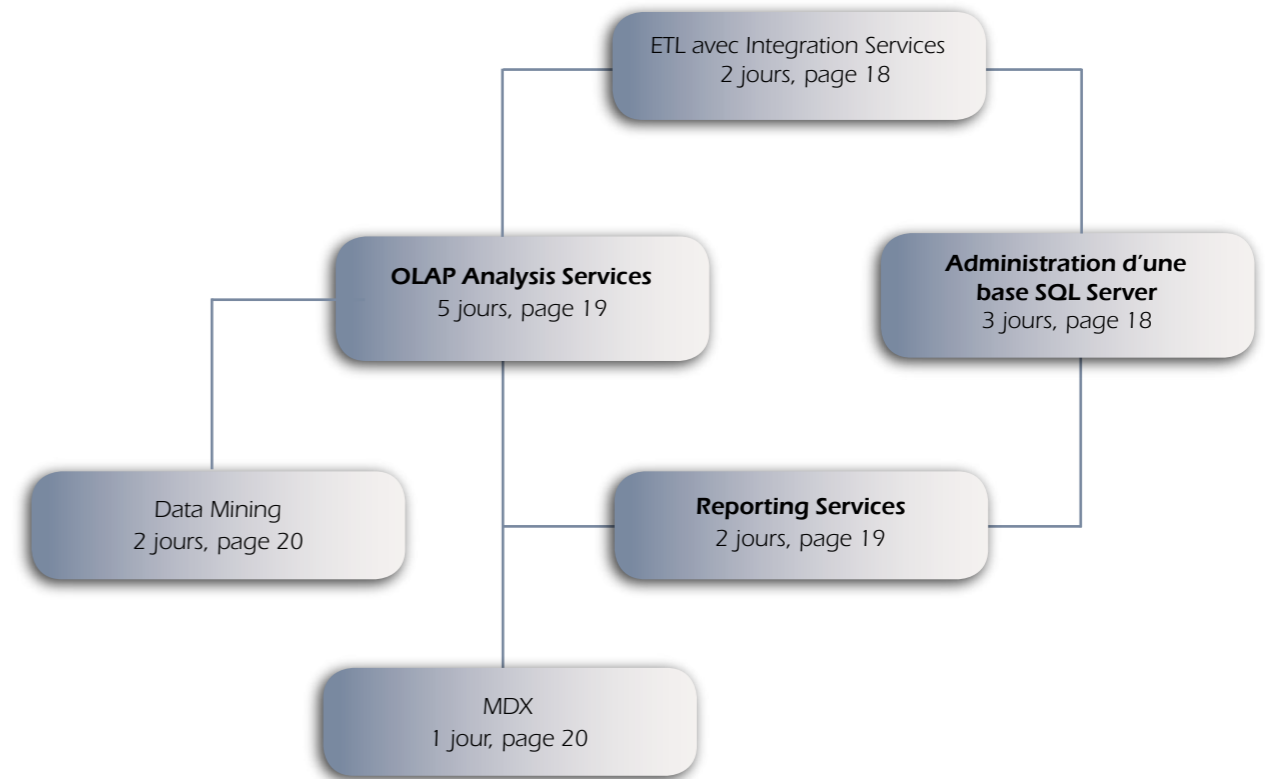 ETL avec Integration Services
2 jours, page 18
OLAP Analysis Services
5 jours, page 19
Administration d’une
base SQL Server
3 jours, page 18
Data Mining
2 jours, page 20
Reporting Services
2 jours, page 19
MDX
1 jour, page 20